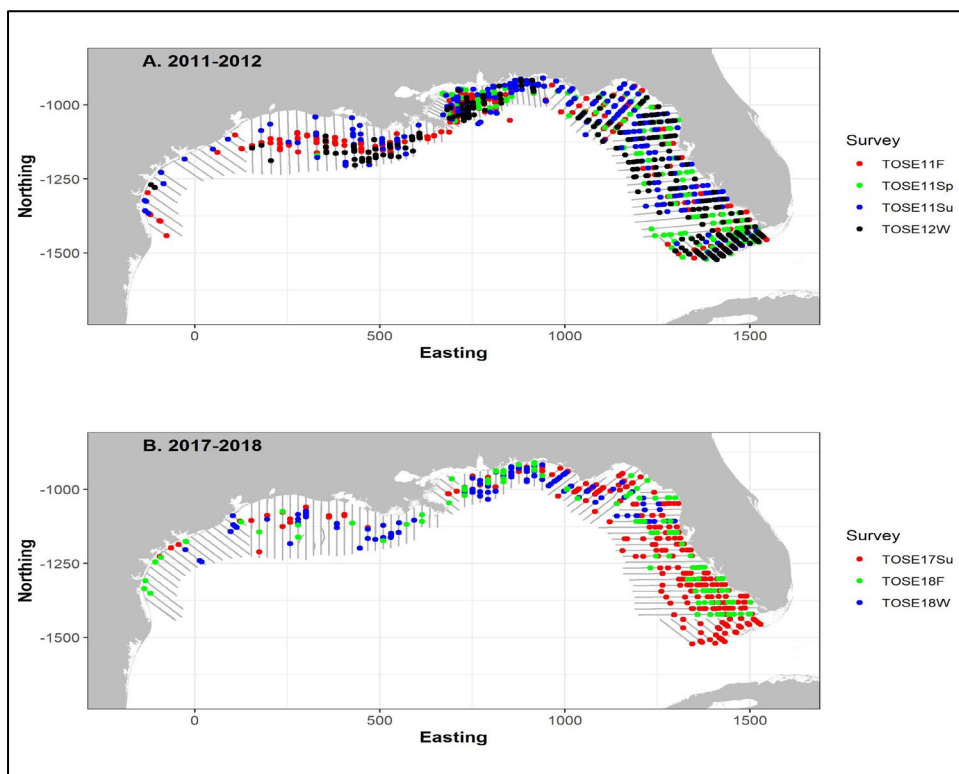 A. 2011-2012
-1000
-1250
-1500
Northing
0
500
1000
1500
Easting
Survey
TOSE11F
TOSE11Sp
TOSE11Su
TOSE12W
B. 2017-2018
-1000
-1250
-1500
Northing
0
500
1000
1500
Easting
Survey
TOSE17Su
TOSE18F
TOSE18W